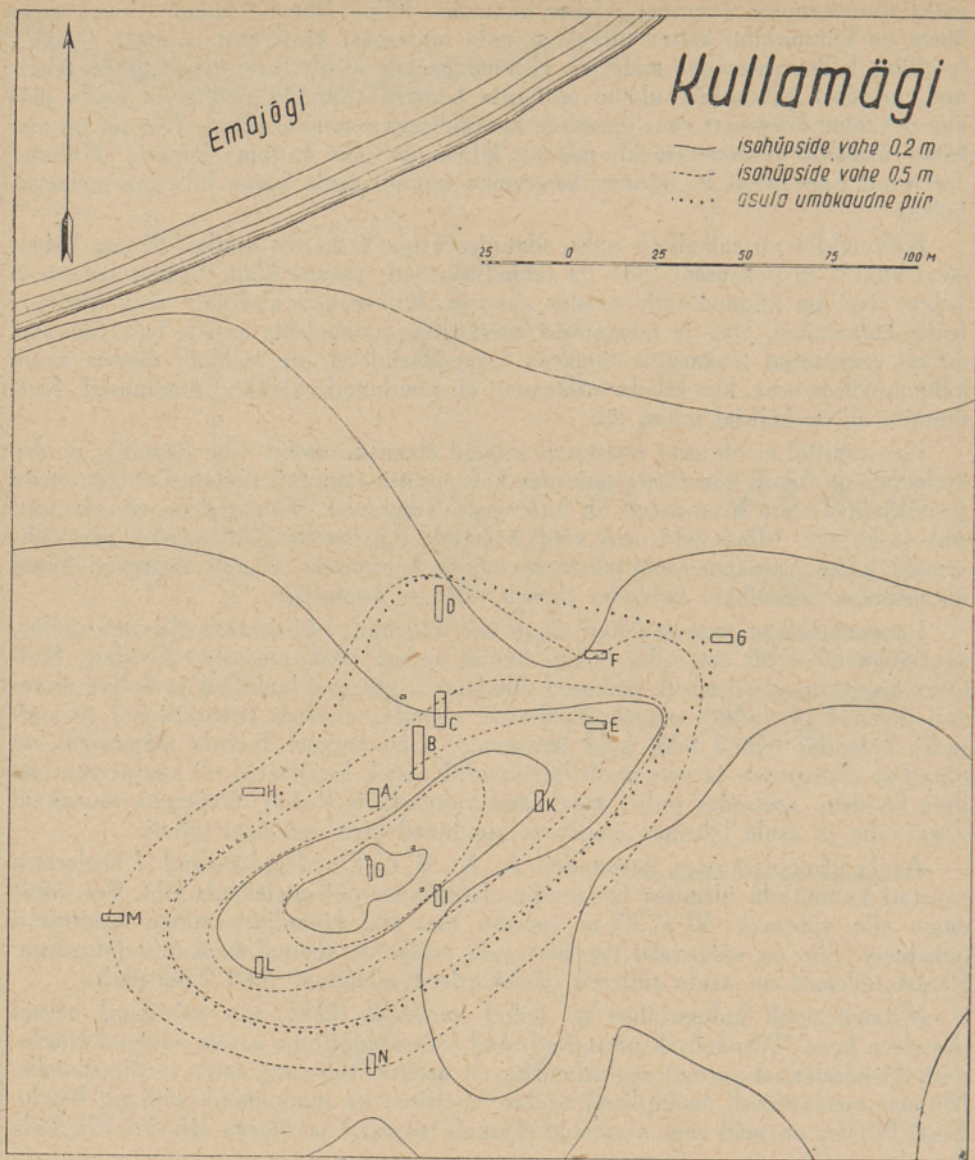 Kullamägi
Emajõgi
isohüpside vahe 0,2 m
isohüpside vahe 0,5 m
asula umbkaudne piir
25 0 25 50 75 100 M
D
F
G
C
E
B
H
A
K
O
I
M
L
N